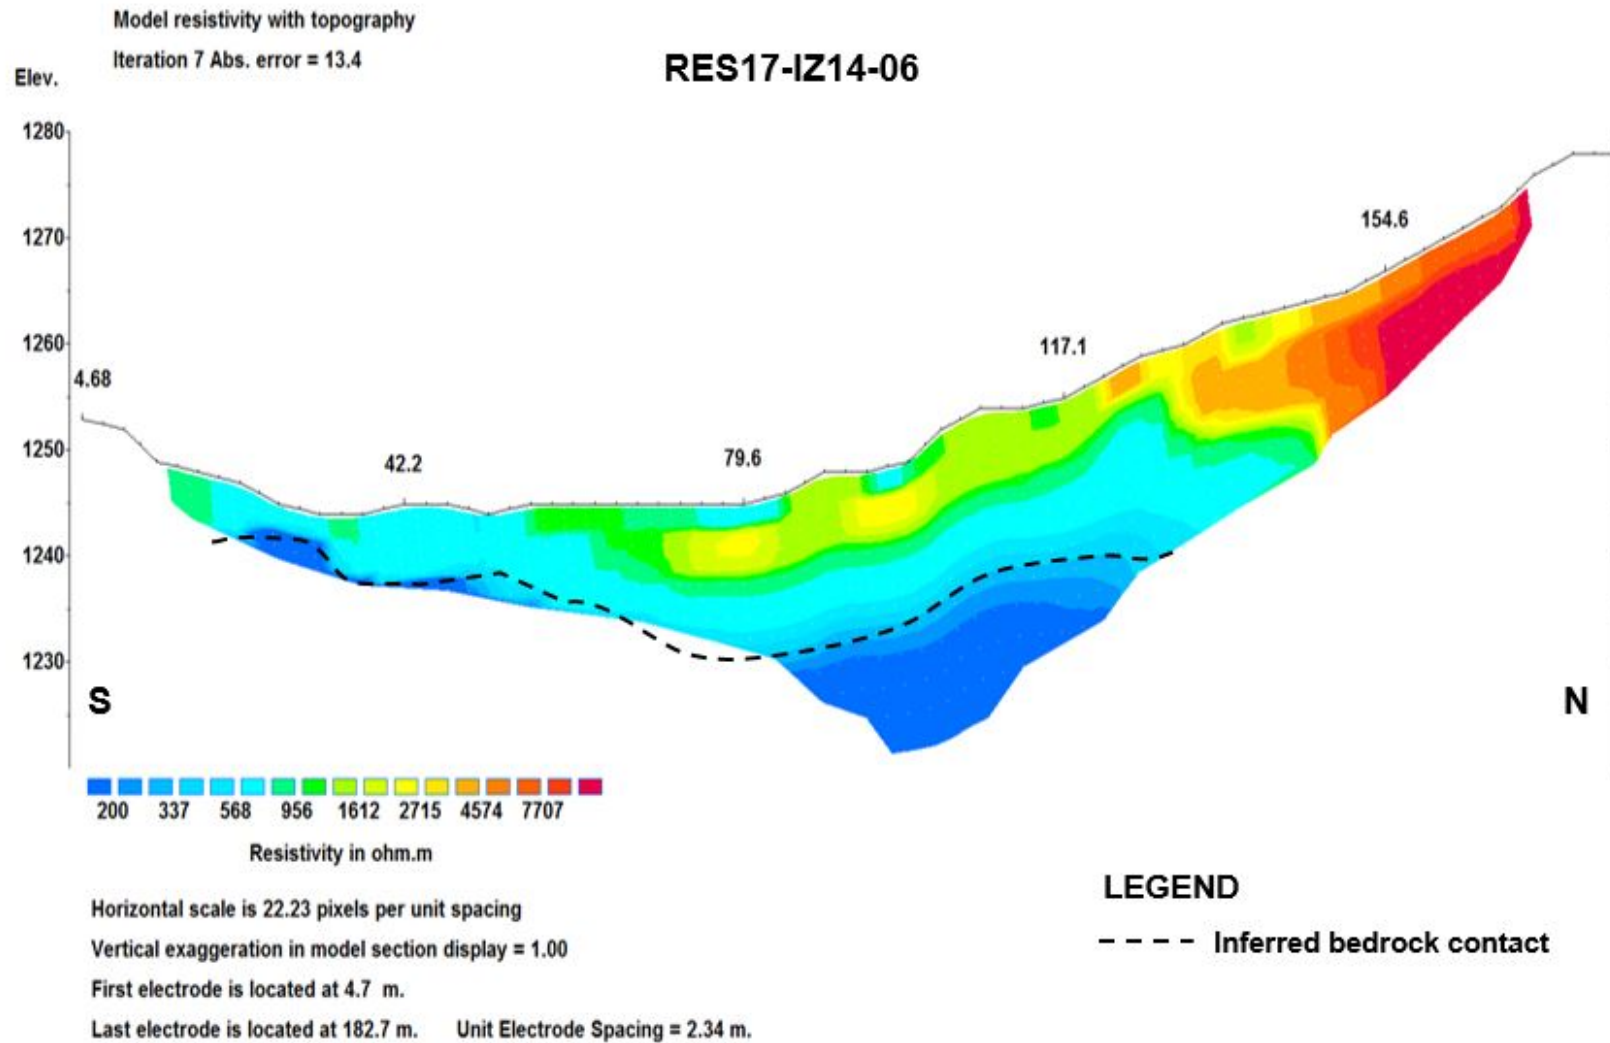 Model resistivity with topography
Iteration 7 Abs. error = 13.4
RES17-IZ14-06
Elev.
1280
1270
1260
1250
1240
1230
4.68
42.2
79.6
117.1
154.6
S
N
200 337 568 956 1612 2715 4574 7707
Resistivity in ohm.m
Horizontal scale is 22.23 pixels per unit spacing
Vertical exaggeration in model section display = 1.00
First electrode is located at 4.7 m.
Last electrode is located at 182.7 m. Unit Electrode Spacing = 2.34 m.
LEGEND
Inferred bedrock contact